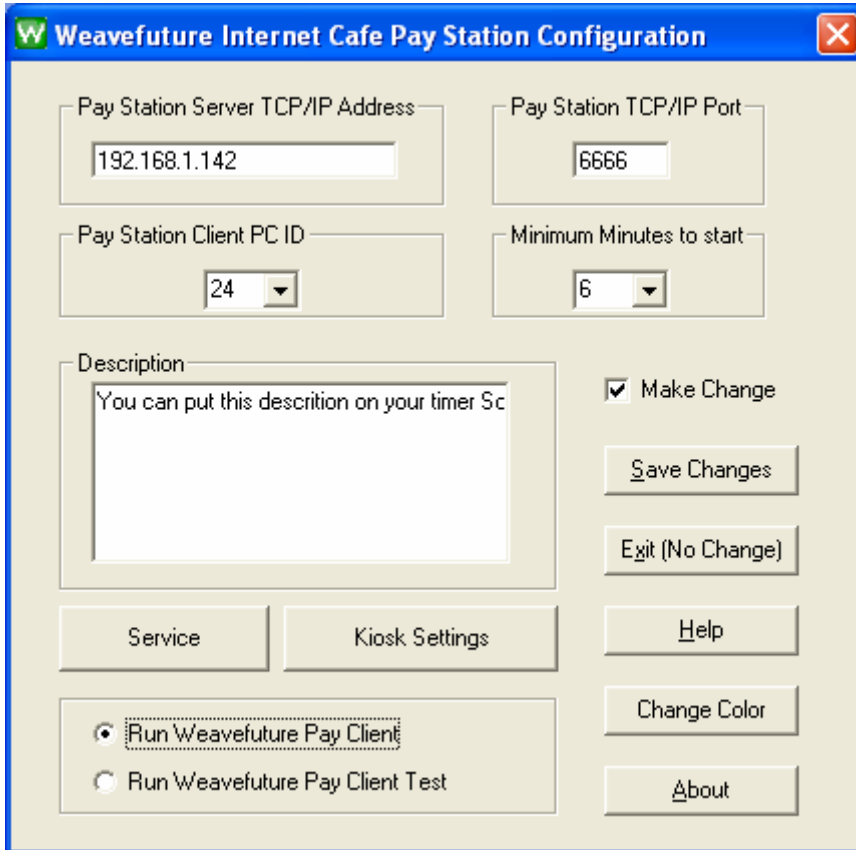 W Weavefuture Internet Cafe Pay Station Configuration
Pay Station Server TCP/IP Address
192.168.1.142
Pay Station TCP/IP Port
6666
Pay Station Client PC ID
24
Minimum Minutes to start
6
Description
You can put this descrition on your timer Sc
Make Change
Save Changes
Exit (No Change)
Service
Kiosk Settings
Help
Run Weavefuture Pay Client
Change Color
Run Weavefuture Pay Client Test
About